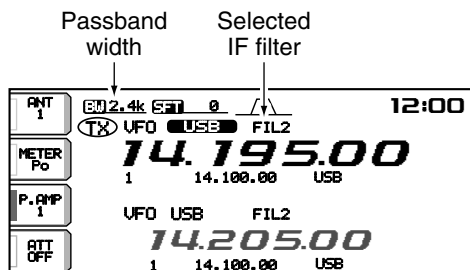 Passband width
Selected IF filter
ANT 1
BW 2.4k SFT 0
12:00
TX VFO USB FIL2
METER Po
14.195.00
1 14.100.00 USB
P.AMP 1
VFO USB FIL2
ATT OFF
14.205.00
1 14.100.00 USB